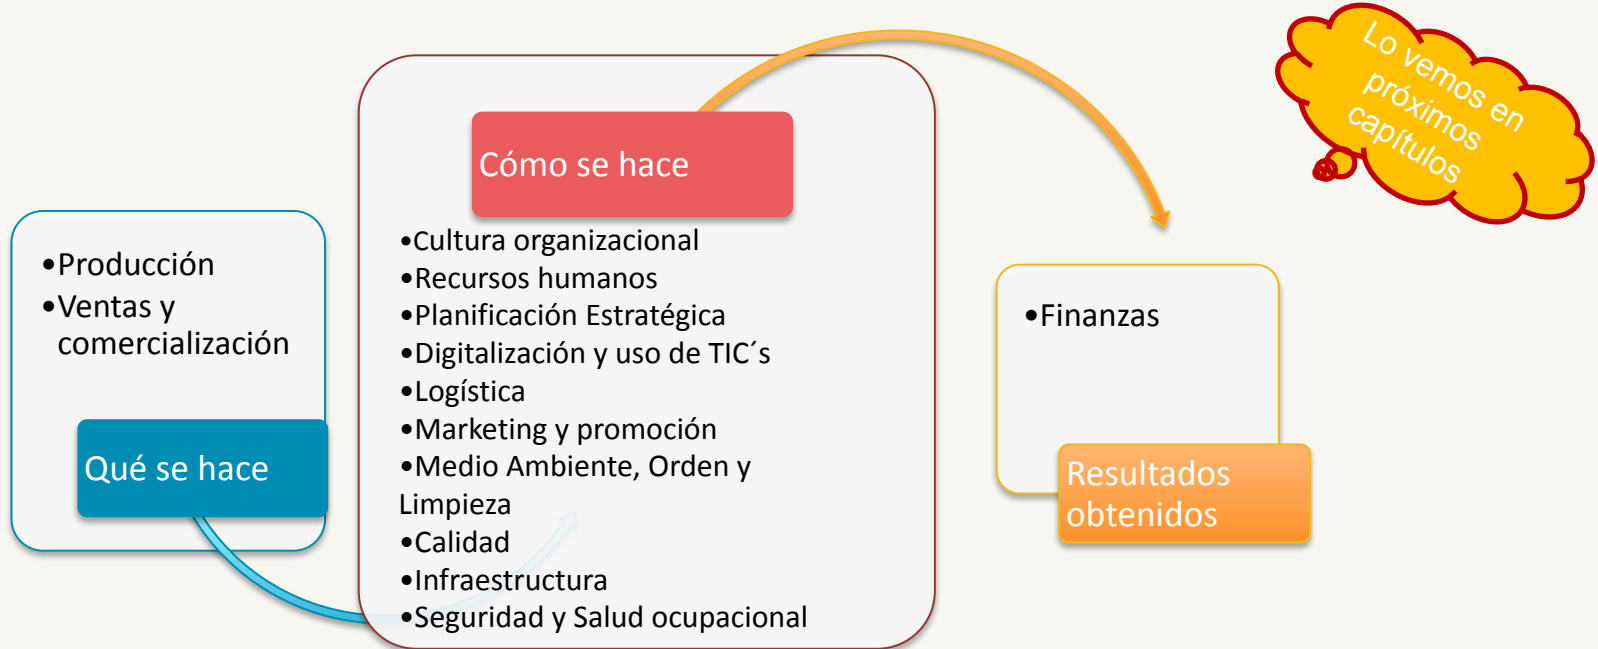 •Producción
•Ventas y
comercialización
Qué se hace
Cómo se hace
•Cultura organizacional
•Recursos humanos
•Planificación Estratégica
•Digitalización y uso de TIC´s
•Logística
•Marketing y promoción
•Medio Ambiente, Orden y
Limpieza
•Calidad
•Infraestructura
•Seguridad y Salud ocupacional
•Finanzas
Resultados
obtenidos
Lo vemos en
próximos
capítulos